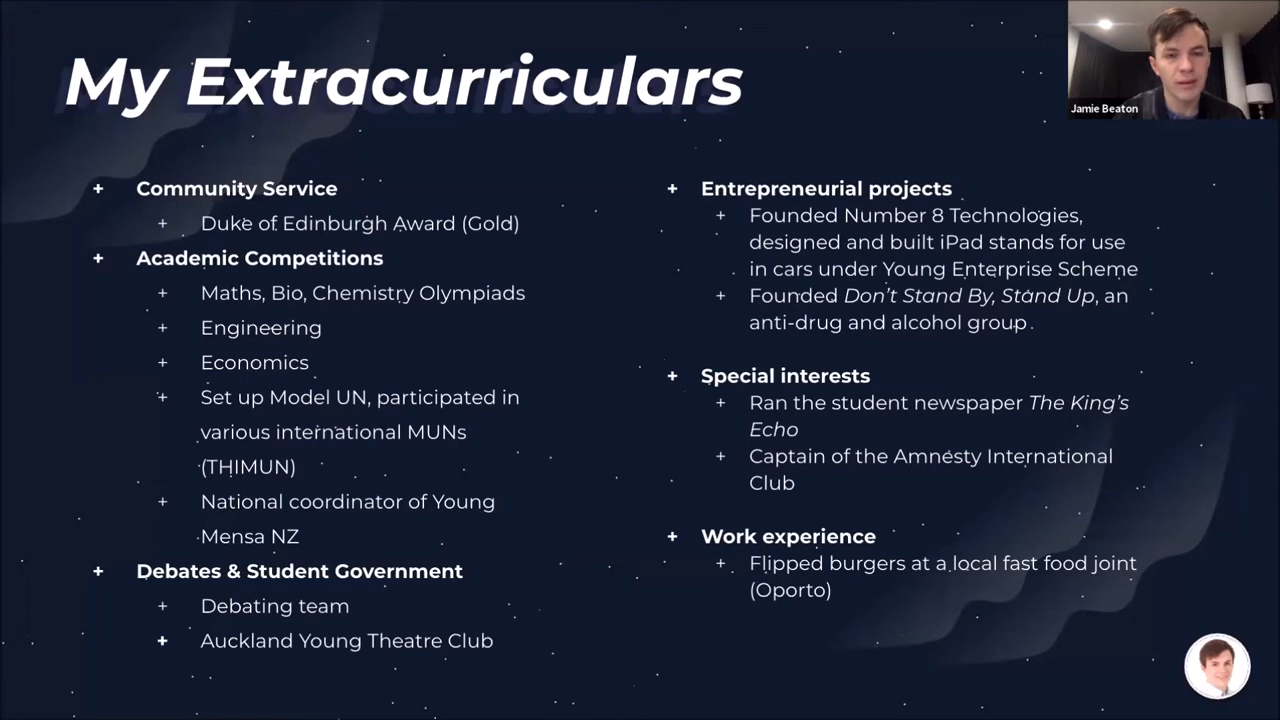 My Extracurriculars
Jamie Beaton
+ Community Service
+ Duke of Edinburgh Award (Gold)
+ Academic Competitions
+ Maths, Bio, Chemistry Olympiads
+ Engineering
+ Economics
+ Set up Model UN, participated in
various international MUNs
(THIMUN)
+ National coordinator of Young
Mensa NZ
+ Debates & Student Government
+ Debating team
+ Auckland Young Theatre Club
+ Entrepreneurial projects
+ Founded Number 8 Technologies,
designed and built iPad stands for use
in cars under Young Enterprise Scheme
+ Founded Don't Stand By, Stand Up, an
anti-drug and alcohol group
+ Special interests
+ Ran the student newspaper The King's
Echo
+ Captain of the Amnesty International
Club
+ Work experience
+ Flipped burgers at a local fast food joint
(Oporto)